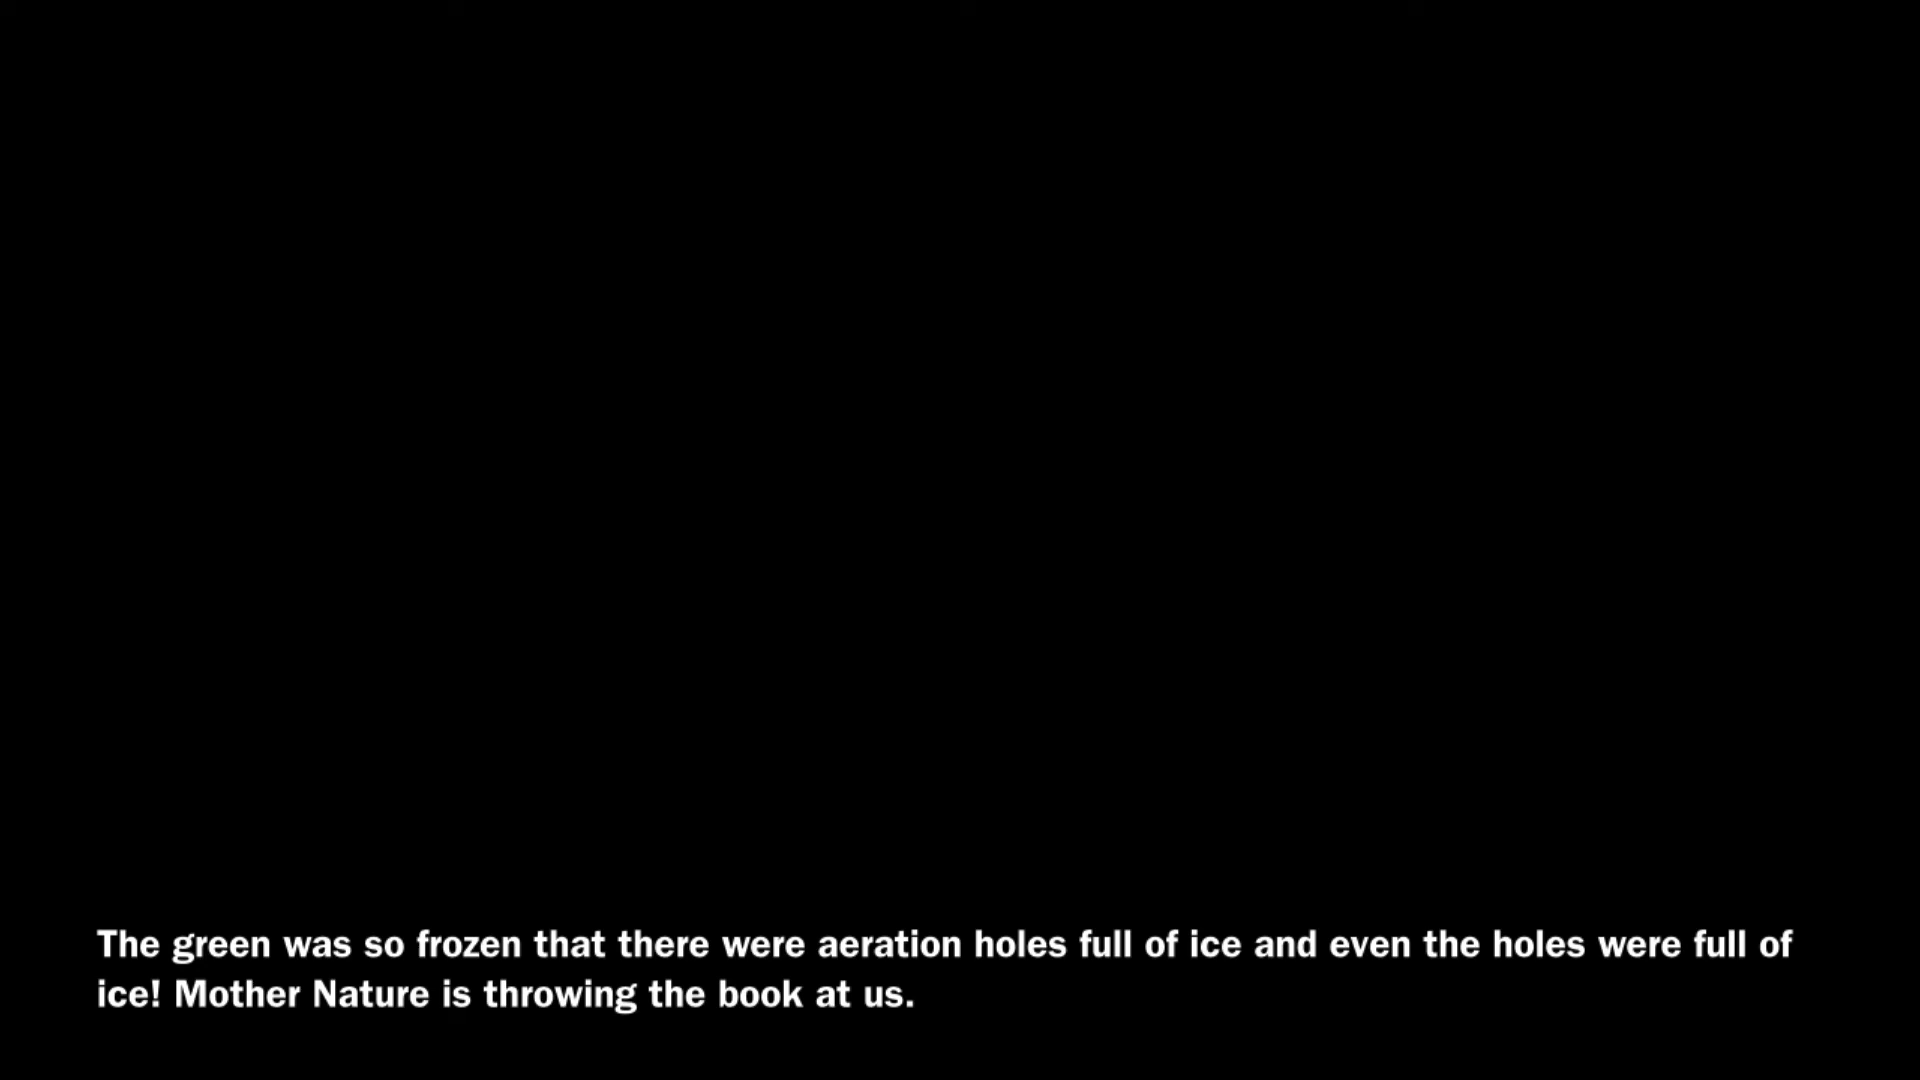 The green was so frozen that there were aeration holes full of ice and even the holes were full of
ice! Mother Nature is throwing the book at us.